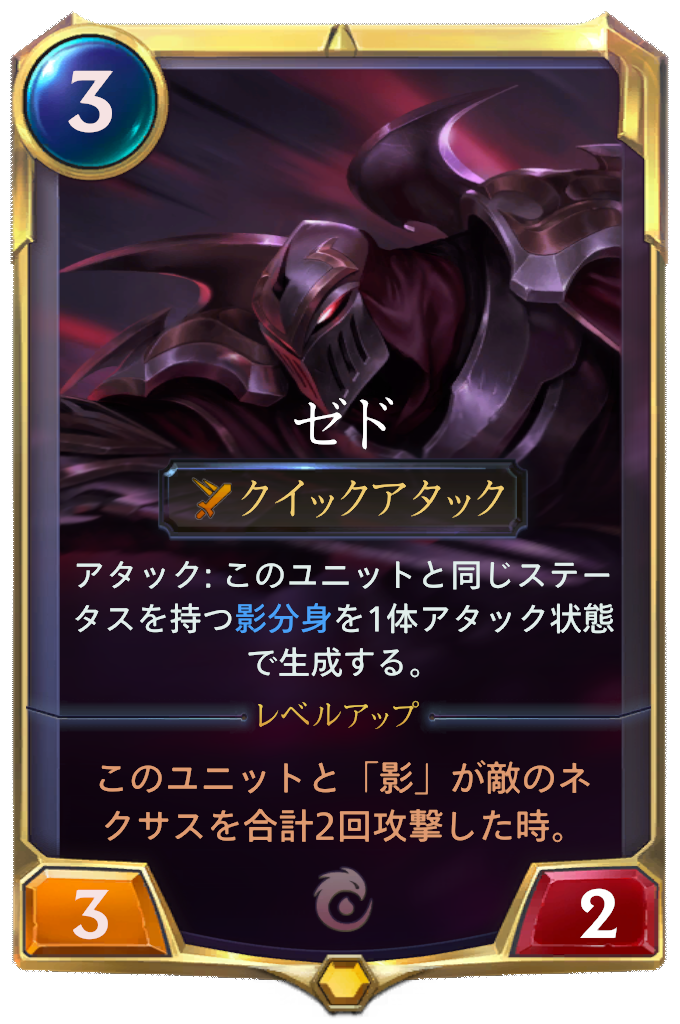 3
ゼド
クイックアタック
アタック: このユニットと同じステー
タスを持つ影分身を1体アタック状態
で生成する。
レベルアップ
このユニットと「影」が敵のネ
クサスを合計2回攻撃した時。
3
2